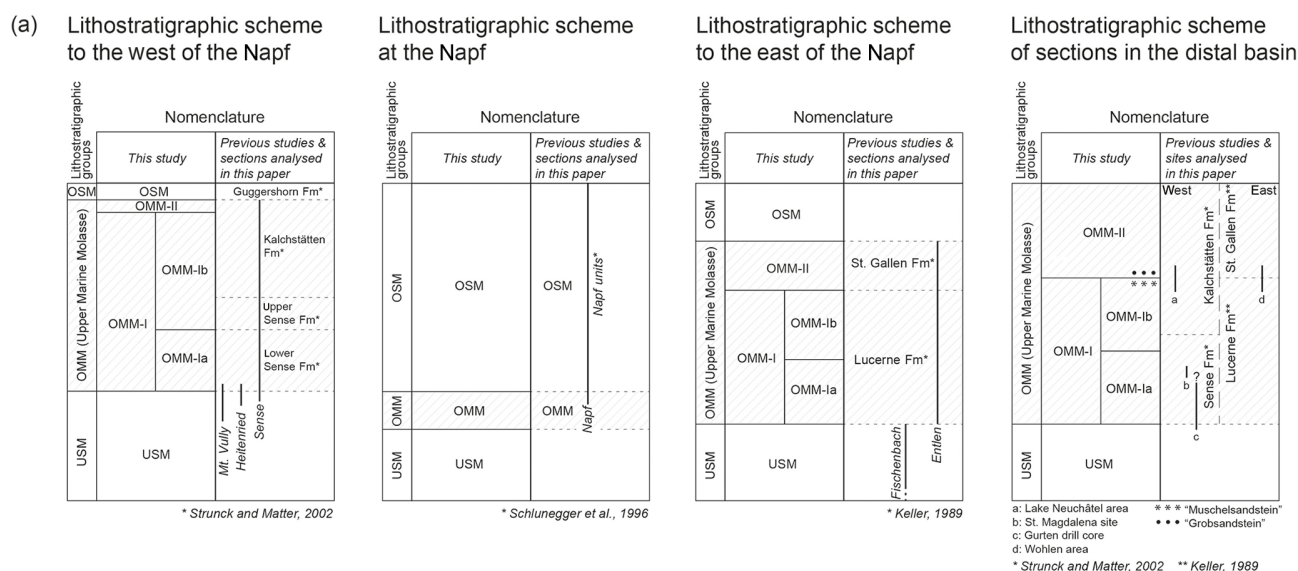 (a)
Lithostratigraphic scheme
to the west of the Napf
Lithostratigraphic
groups
Nomenclature
This study
Previous studies &
sections analysed
in this paper
OSM
OSM
Guggershorn Fm*
OMM-II
OMM (Upper Marine Molasse)
OMM-I
OMM-Ib
OMM-Ia
Kalchstätten
Fm*
Upper
Sense Fm*
Lower
Sense Fm*
USM
USM
Mt. Vully
Heitenried
Sense
* Strunck and Matter, 2002
Lithostratigraphic scheme
at the Napf
Lithostratigraphic
groups
Nomenclature
This study
Previous studies &
sections analysed
in this paper
OSM
OSM
OSM
Napf units*
OMM
OMM
OMM
Napf
USM
USM
* Schlunegger et al., 1996
Lithostratigraphic scheme
to the east of the Napf
Lithostratigraphic
groups
Nomenclature
This study
Previous studies &
sections analysed
in this paper
OSM
OSM
OMM (Upper Marine Molasse)
OMM-II
St. Gallen Fm*
OMM-I
OMM-Ib
OMM-Ia
Lucerne Fm*
USM
USM
Fischenbach
Entlen
* Keller, 1989
Lithostratigraphic scheme
of sections in the distal basin
Lithostratigraphic
groups
Nomenclature
This study
Previous studies &
sites analysed
in this paper
West
East
OMM (Upper Marine Molasse)
OMM-II
•••
***
OMM-I
OMM-Ib
OMM-Ia
Kalchstätten Fm*
St. Gallen Fm**
Sense Fm*
Lucerne Fm**
a
d
b
?
c
USM
USM
a: Lake Neuchâtel area
b: St. Magdalena site
c: Gurten drill core
d: Wohlen area
*** "Muschelsandstein"
••• "Grobsandstein"
* Strunck and Matter, 2002 ** Keller, 1989